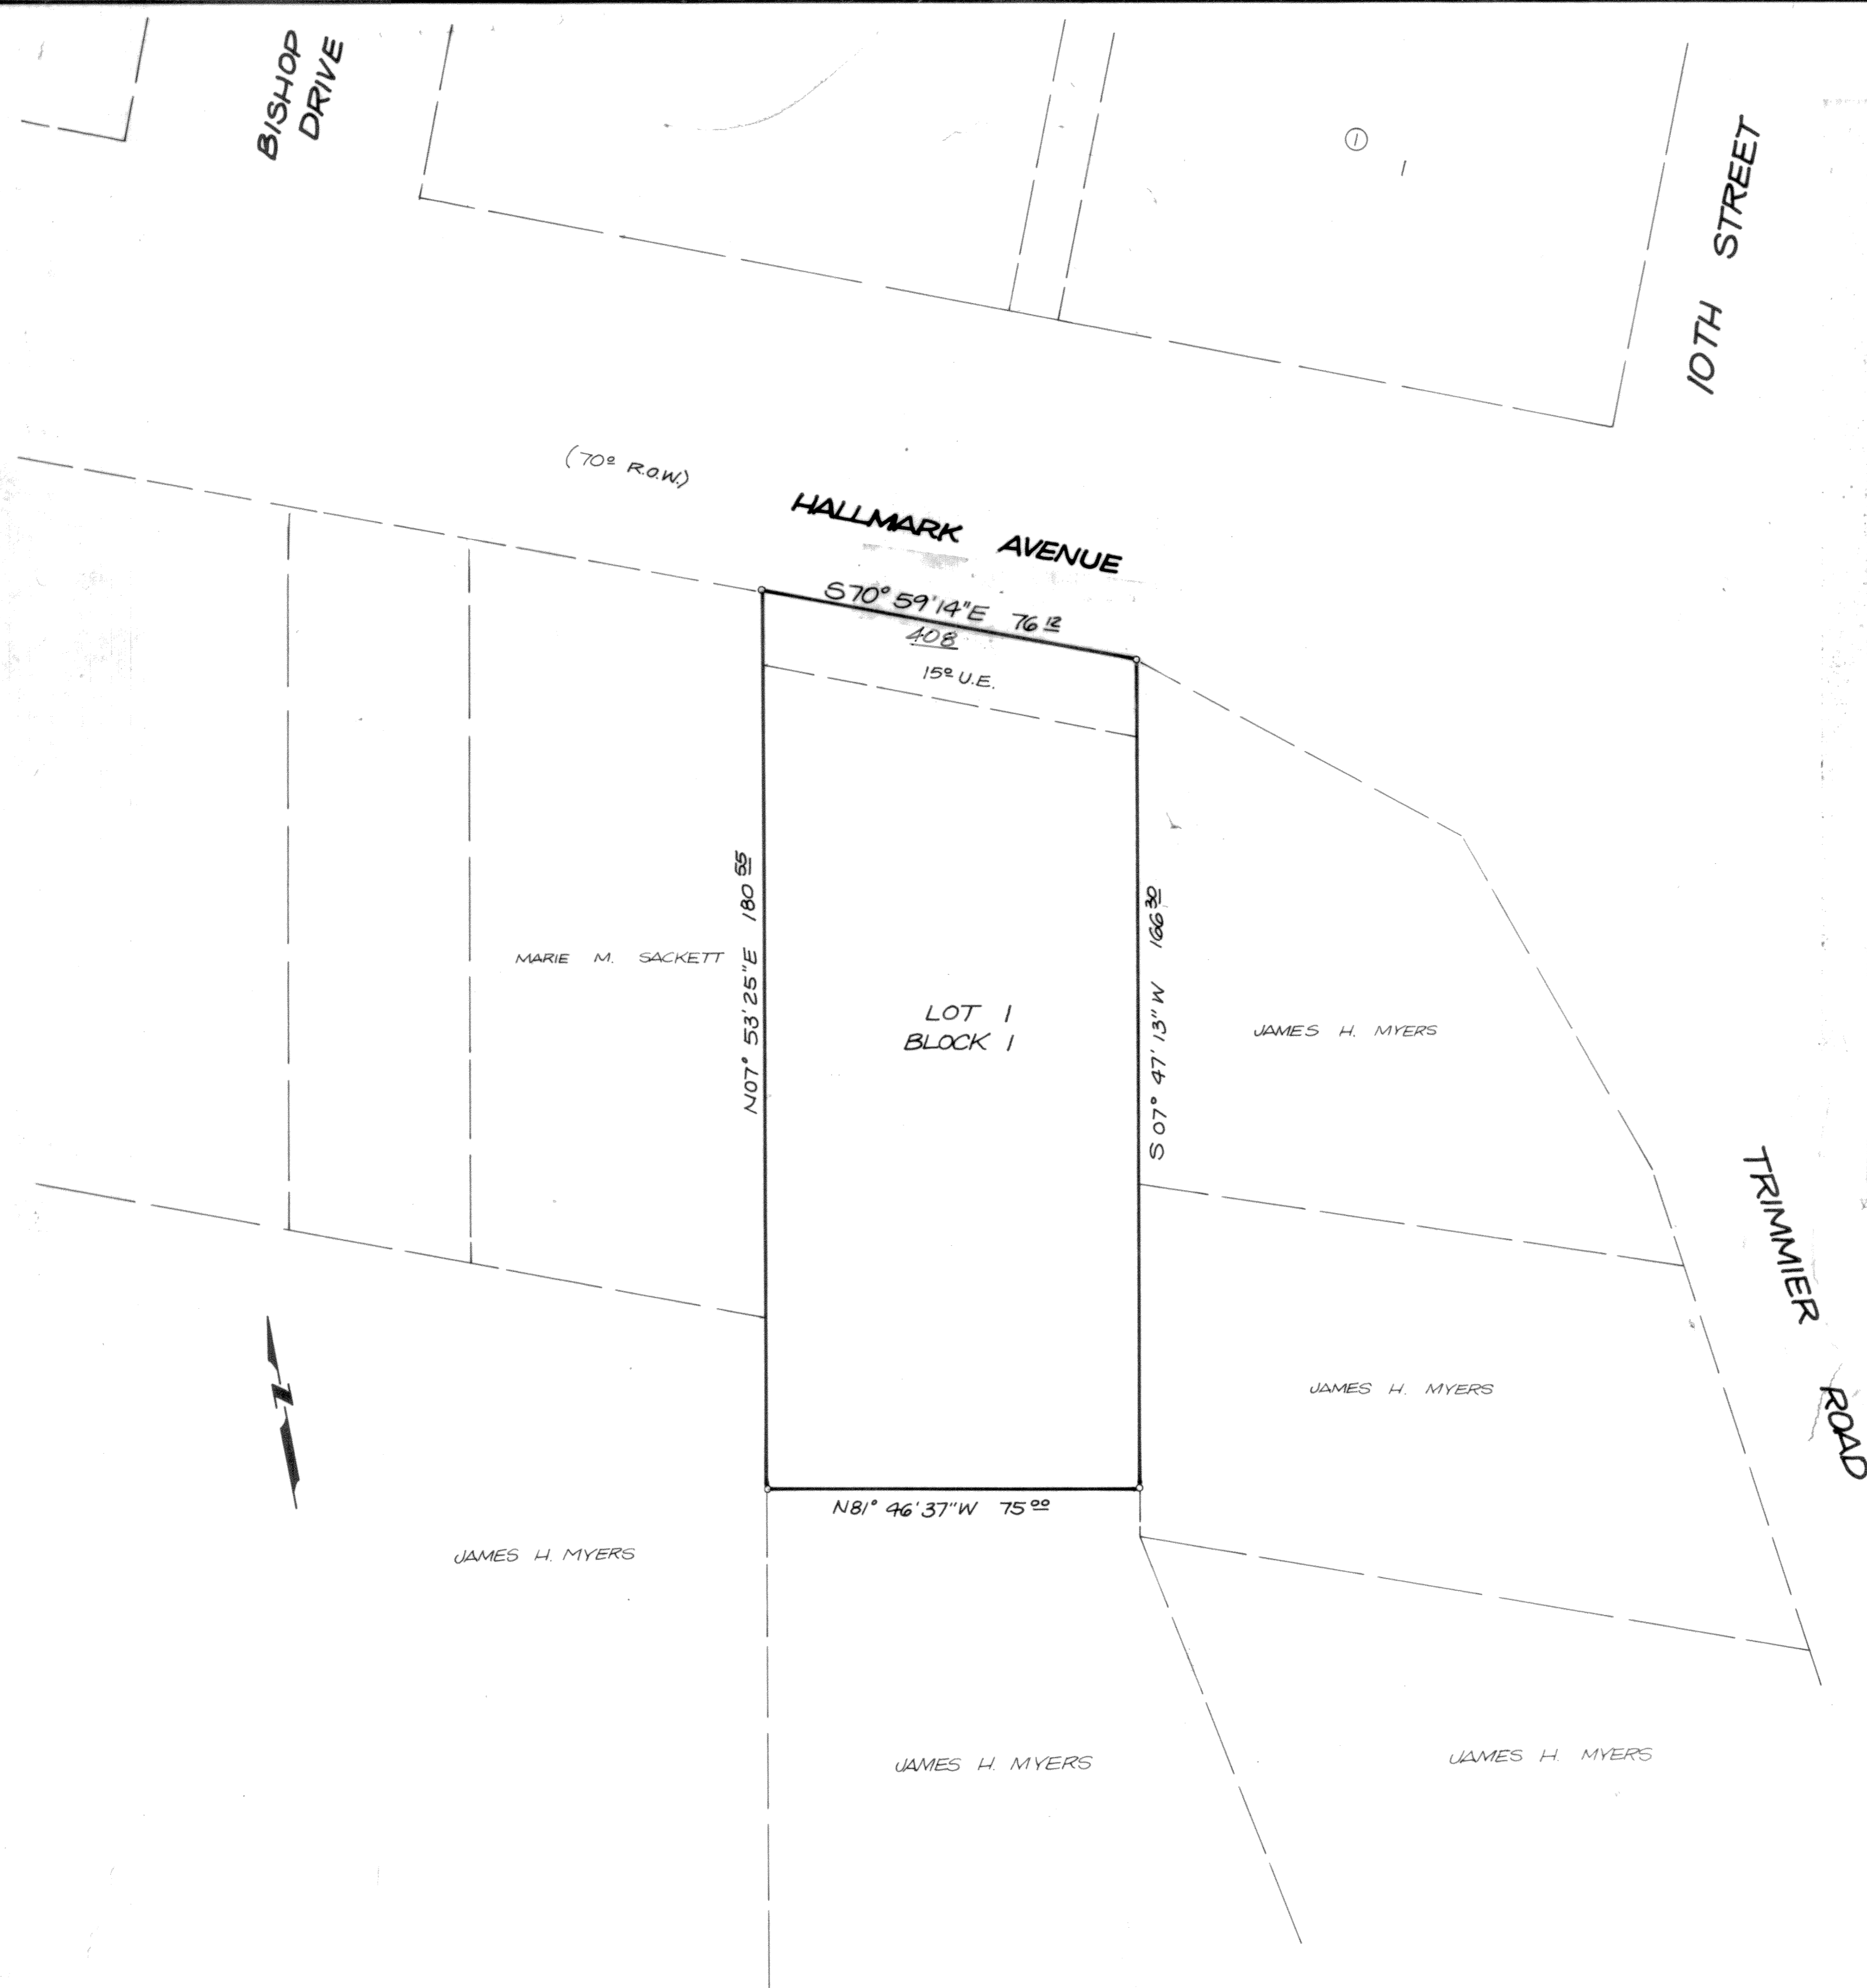 BISHOP
DRIVE
1
1
10TH STREET
(70º R.O.W.)
HALLMARK AVENUE
S70° 59'14"E 76 12
408
15º U.E.
N07° 53'25"E 180 55
S07° 47'13"W 166 30
MARIE M. SACKETT
LOT 1
BLOCK 1
JAMES H. MYERS
TRIMMIER ROAD
JAMES H. MYERS
N
N81° 46'37"W 75 00
JAMES H. MYERS
JAMES H. MYERS
JAMES H. MYERS